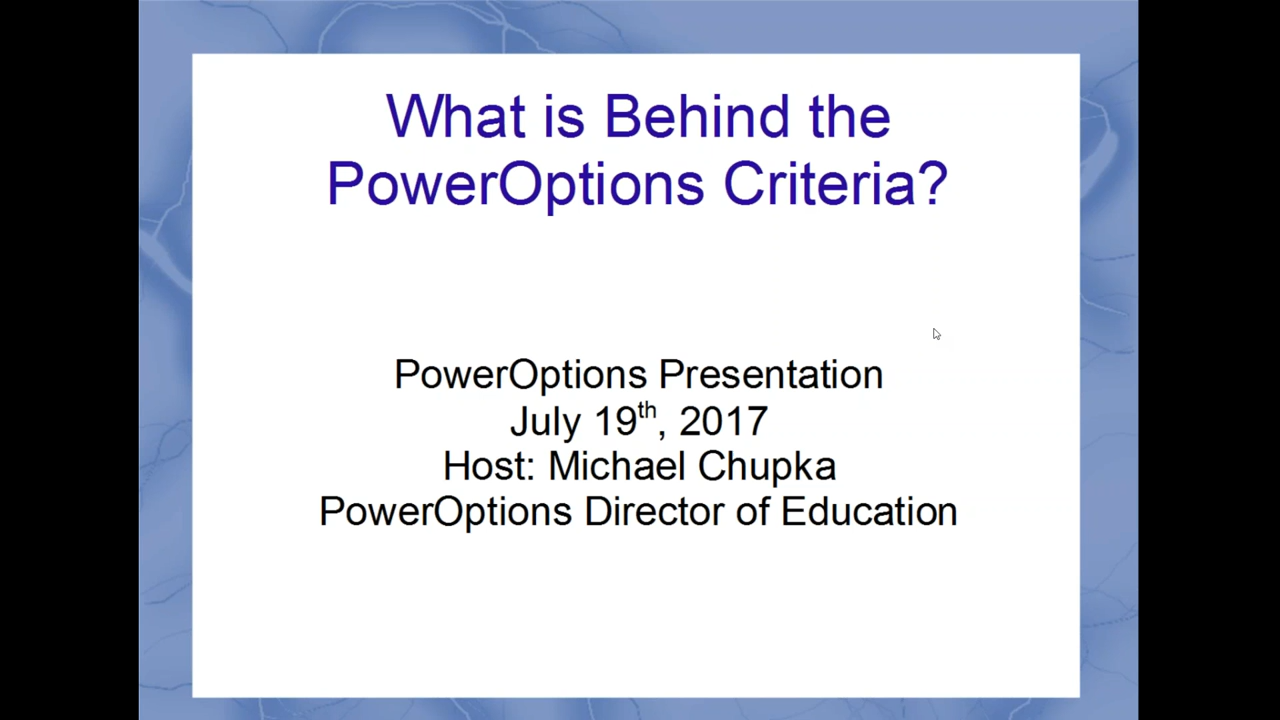 What is Behind the
PowerOptions Criteria?
PowerOptions Presentation
July 19th, 2017
Host: Michael Chupka
PowerOptions Director of Education